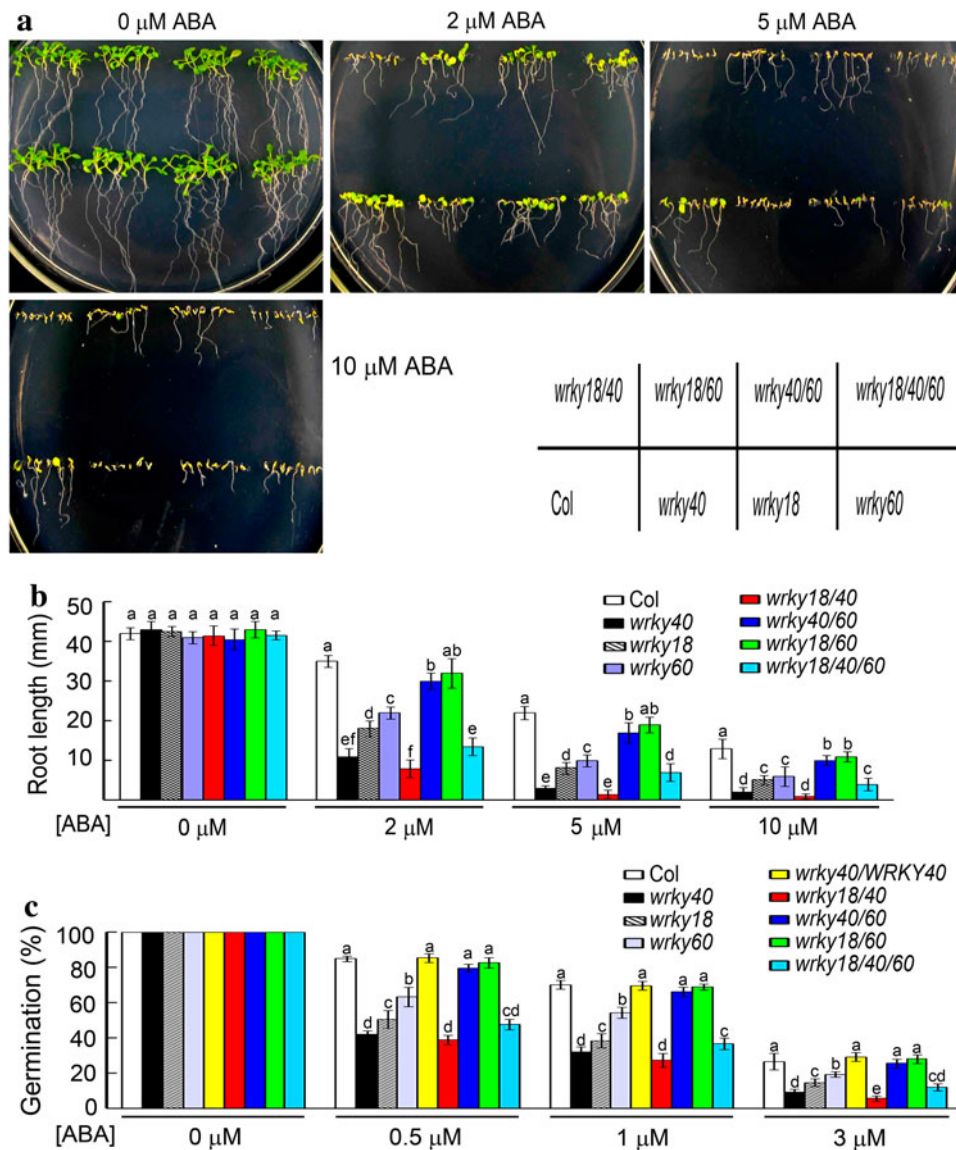 a
0 µM ABA 2 µM ABA 5 µM ABA
10 µM ABA
wrky18/40 wrky18/60 wrky40/60 wrky18/40/60
Col wrky40 wrky18 wrky60
b
Root length (mm)
50
40
30
20
10
a a a a a a a a
a ef d c f b ab e
a e d c e b ab d
a d c c d b b c
Col wrky18/40
wrky40 wrky40/60
wrky18 wrky18/60
wrky60 wrky18/40/60
[ABA] 0 µM 2 µM 5 µM 10 µM
c
Germination (%)
100
80
60
40
20
0
a d c b a d a a cd
a d c b a d a a c
a d c b a e a a cd
Col wrky40/WRKY40
wrky40 wrky18/40
wrky18 wrky40/60
wrky60 wrky18/60
wrky18/40/60
[ABA] 0 µM 0.5 µM 1 µM 3 µM